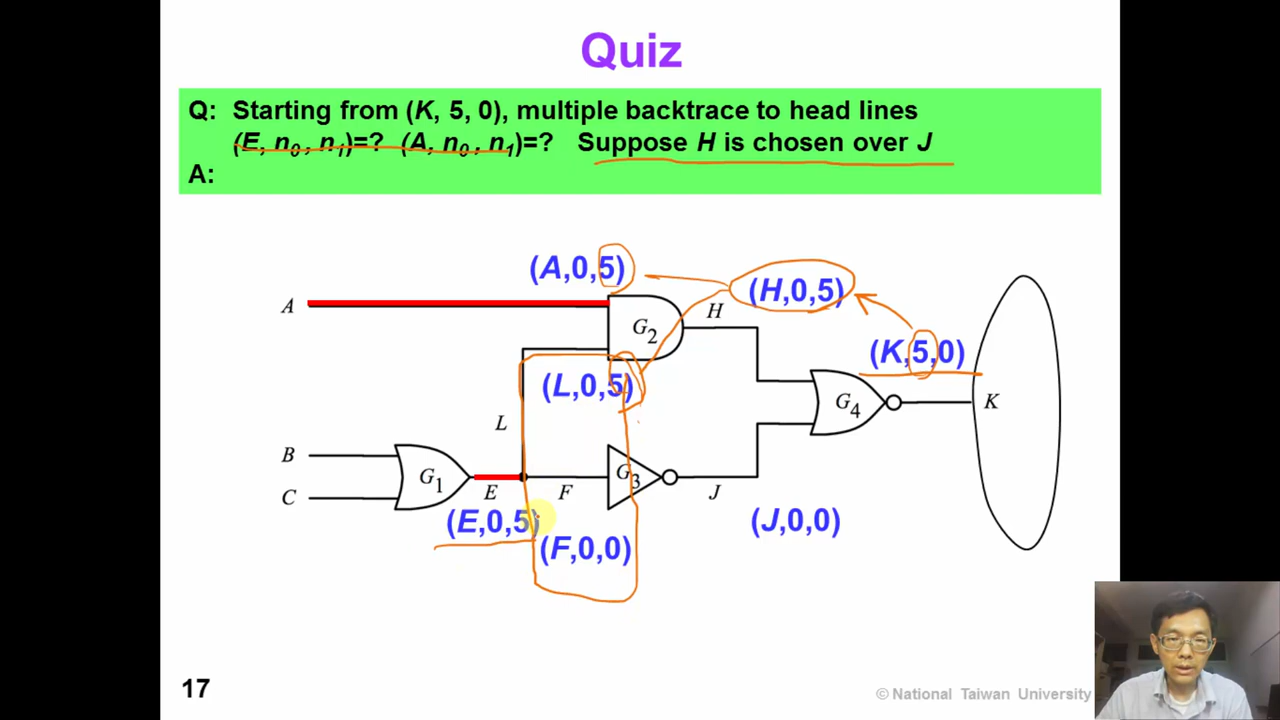 Quiz
Q: Starting from (K, 5, 0), multiple backtrace to head lines
(E, n0, n1)=? (A, n0, n1)=? Suppose H is chosen over J
A:
(A,0,5)
(H,0,5)
A
G2
H
(K,5,0)
(L,0,5)
G4
K
L
B
G1
G3
C
E
F
J
(E,0,5)
(F,0,0)
(J,0,0)
17
© National Taiwan University